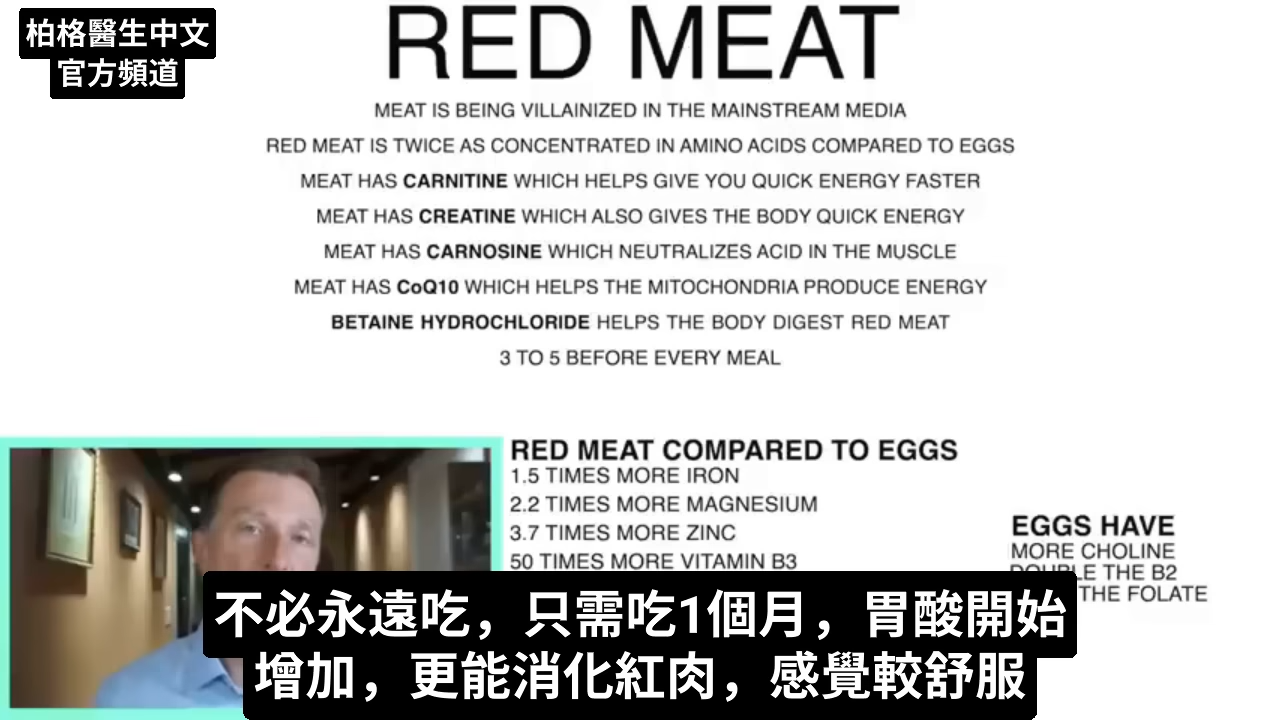 柏格醫生中文
官方頻道
RED MEAT
MEAT IS BEING VILLAINIZED IN THE MAINSTREAM MEDIA
RED MEAT IS TWICE AS CONCENTRATED IN AMINO ACIDS COMPARED TO EGGS
MEAT HAS CARNITINE WHICH HELPS GIVE YOU QUICK ENERGY FASTER
MEAT HAS CREATINE WHICH ALSO GIVES THE BODY QUICK ENERGY
MEAT HAS CARNOSINE WHICH NEUTRALIZES ACID IN THE MUSCLE
MEAT HAS CoQ10 WHICH HELPS THE MITOCHONDRIA PRODUCE ENERGY
BETAINE HYDROCHLORIDE HELPS THE BODY DIGEST RED MEAT
3 TO 5 BEFORE EVERY MEAL
RED MEAT COMPARED TO EGGS
1.5 TIMES MORE IRON
2.2 TIMES MORE MAGNESIUM
3.7 TIMES MORE ZINC
50 TIMES MORE VITAMIN B3
EGGS HAVE
MORE CHOLINE
DOUBLE THE B2
THE FOLATE
不必永遠吃，只需吃1個月，胃酸開始
增加，更能消化紅肉，感覺較舒服